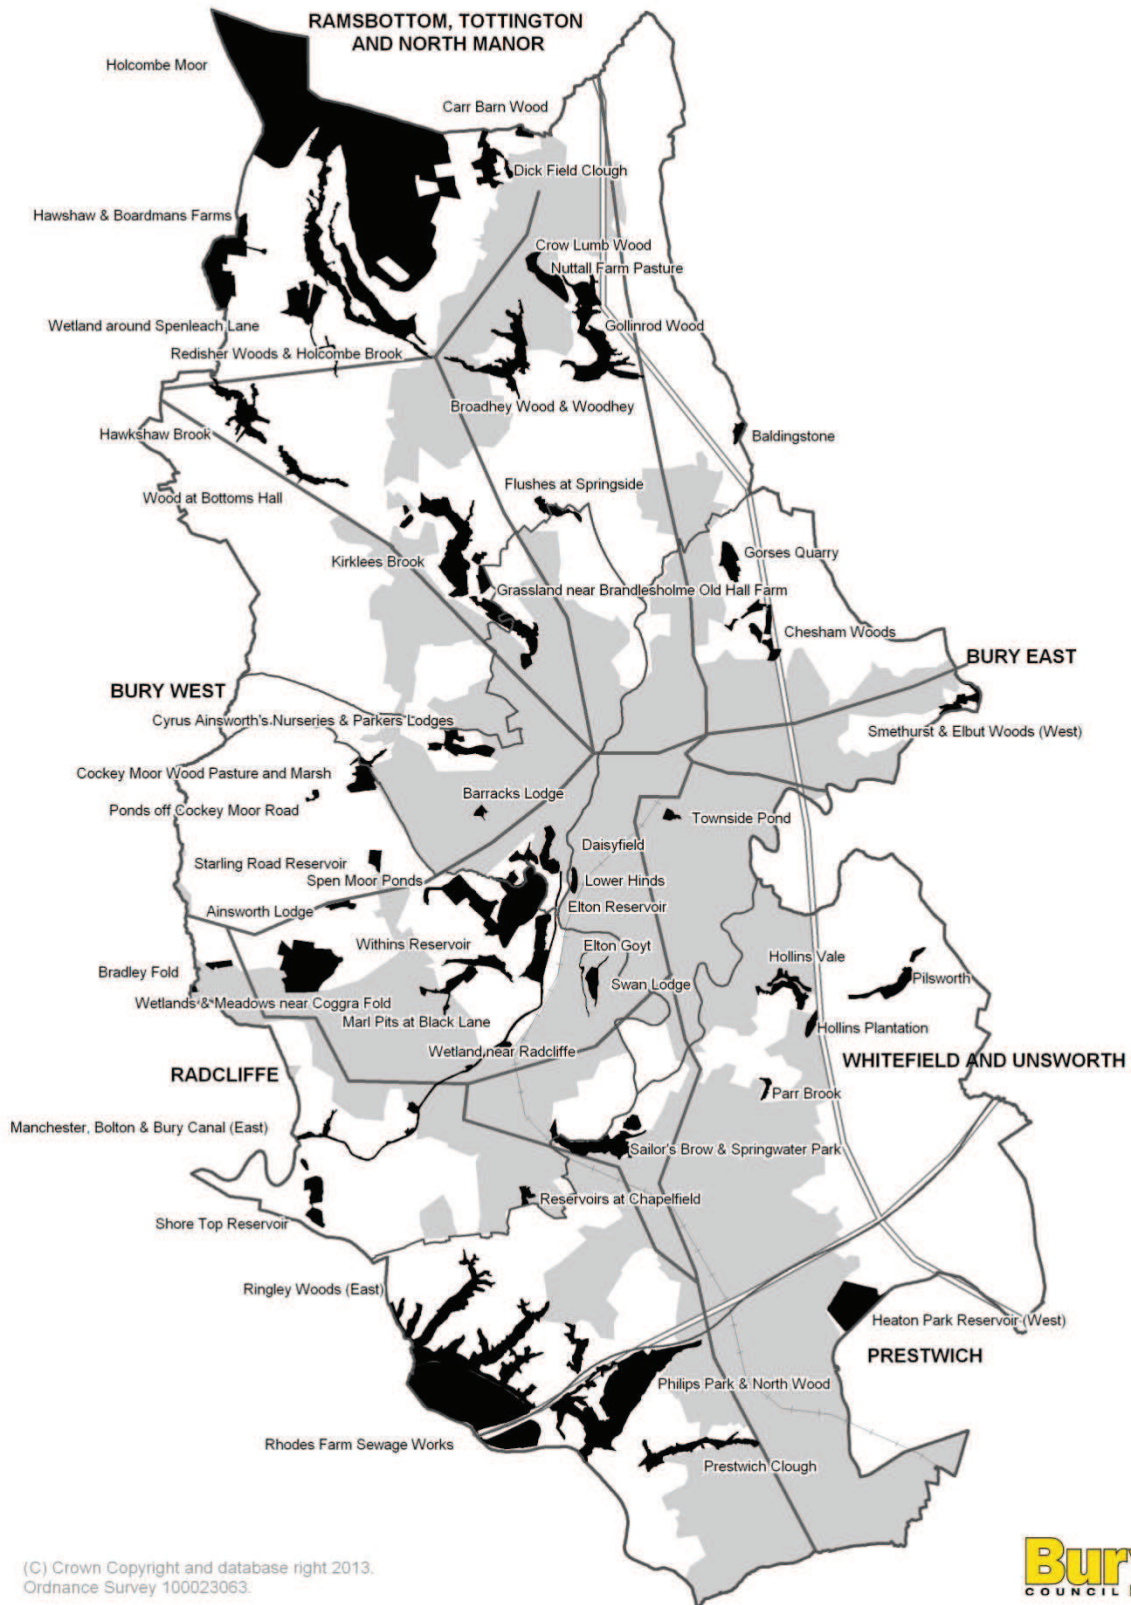 RAMSBOTTOM, TOTTINGTON
AND NORTH MANOR
Holcombe Moor
Carr Barn Wood
Dick Field Clough
Hawshaw & Boardmans Farms
Crow Lumb Wood
Nuttall Farm Pasture
Wetland around Spenleach Lane
Gollinrod Wood
Redisher Woods & Holcombe Brook
Broadhey Wood & Woodhey
Hawkshaw Brook
Baldingstone
Wood at Bottoms Hall
Flushes at Springside
Gorses Quarry
Kirklees Brook
Grassland near Brandlesholme Old Hall Farm
Chesham Woods
BURY EAST
BURY WEST
Cyrus Ainsworth's Nurseries & Parkers Lodges
Smethurst & Elbut Woods (West)
Cockey Moor Wood Pasture and Marsh
Barracks Lodge
Ponds off Cockey Moor Road
Townside Pond
Daisyfield
Starling Road Reservoir
Spen Moor Ponds
Lower Hinds
Ainsworth Lodge
Elton Reservoir
Withins Reservoir
Elton Goyt
Hollins Vale
Bradley Fold
Swan Lodge
Pilsworth
Wetlands & Meadows near Coggra Fold
Marl Pits at Black Lane
Hollins Plantation
Wetland near Radcliffe
WHITEFIELD AND UNSWORTH
RADCLIFFE
Parr Brook
Manchester, Bolton & Bury Canal (East)
Sailor's Brow & Springwater Park
Reservoirs at Chapelfield
Shore Top Reservoir
Ringley Woods (East)
Heaton Park Reservoir (West)
PRESTWICH
Philips Park & North Wood
Rhodes Farm Sewage Works
Prestwich Clough
(C) Crown Copyright and database right 2013.
Ordnance Survey 100023063.
Bury
COUNCIL